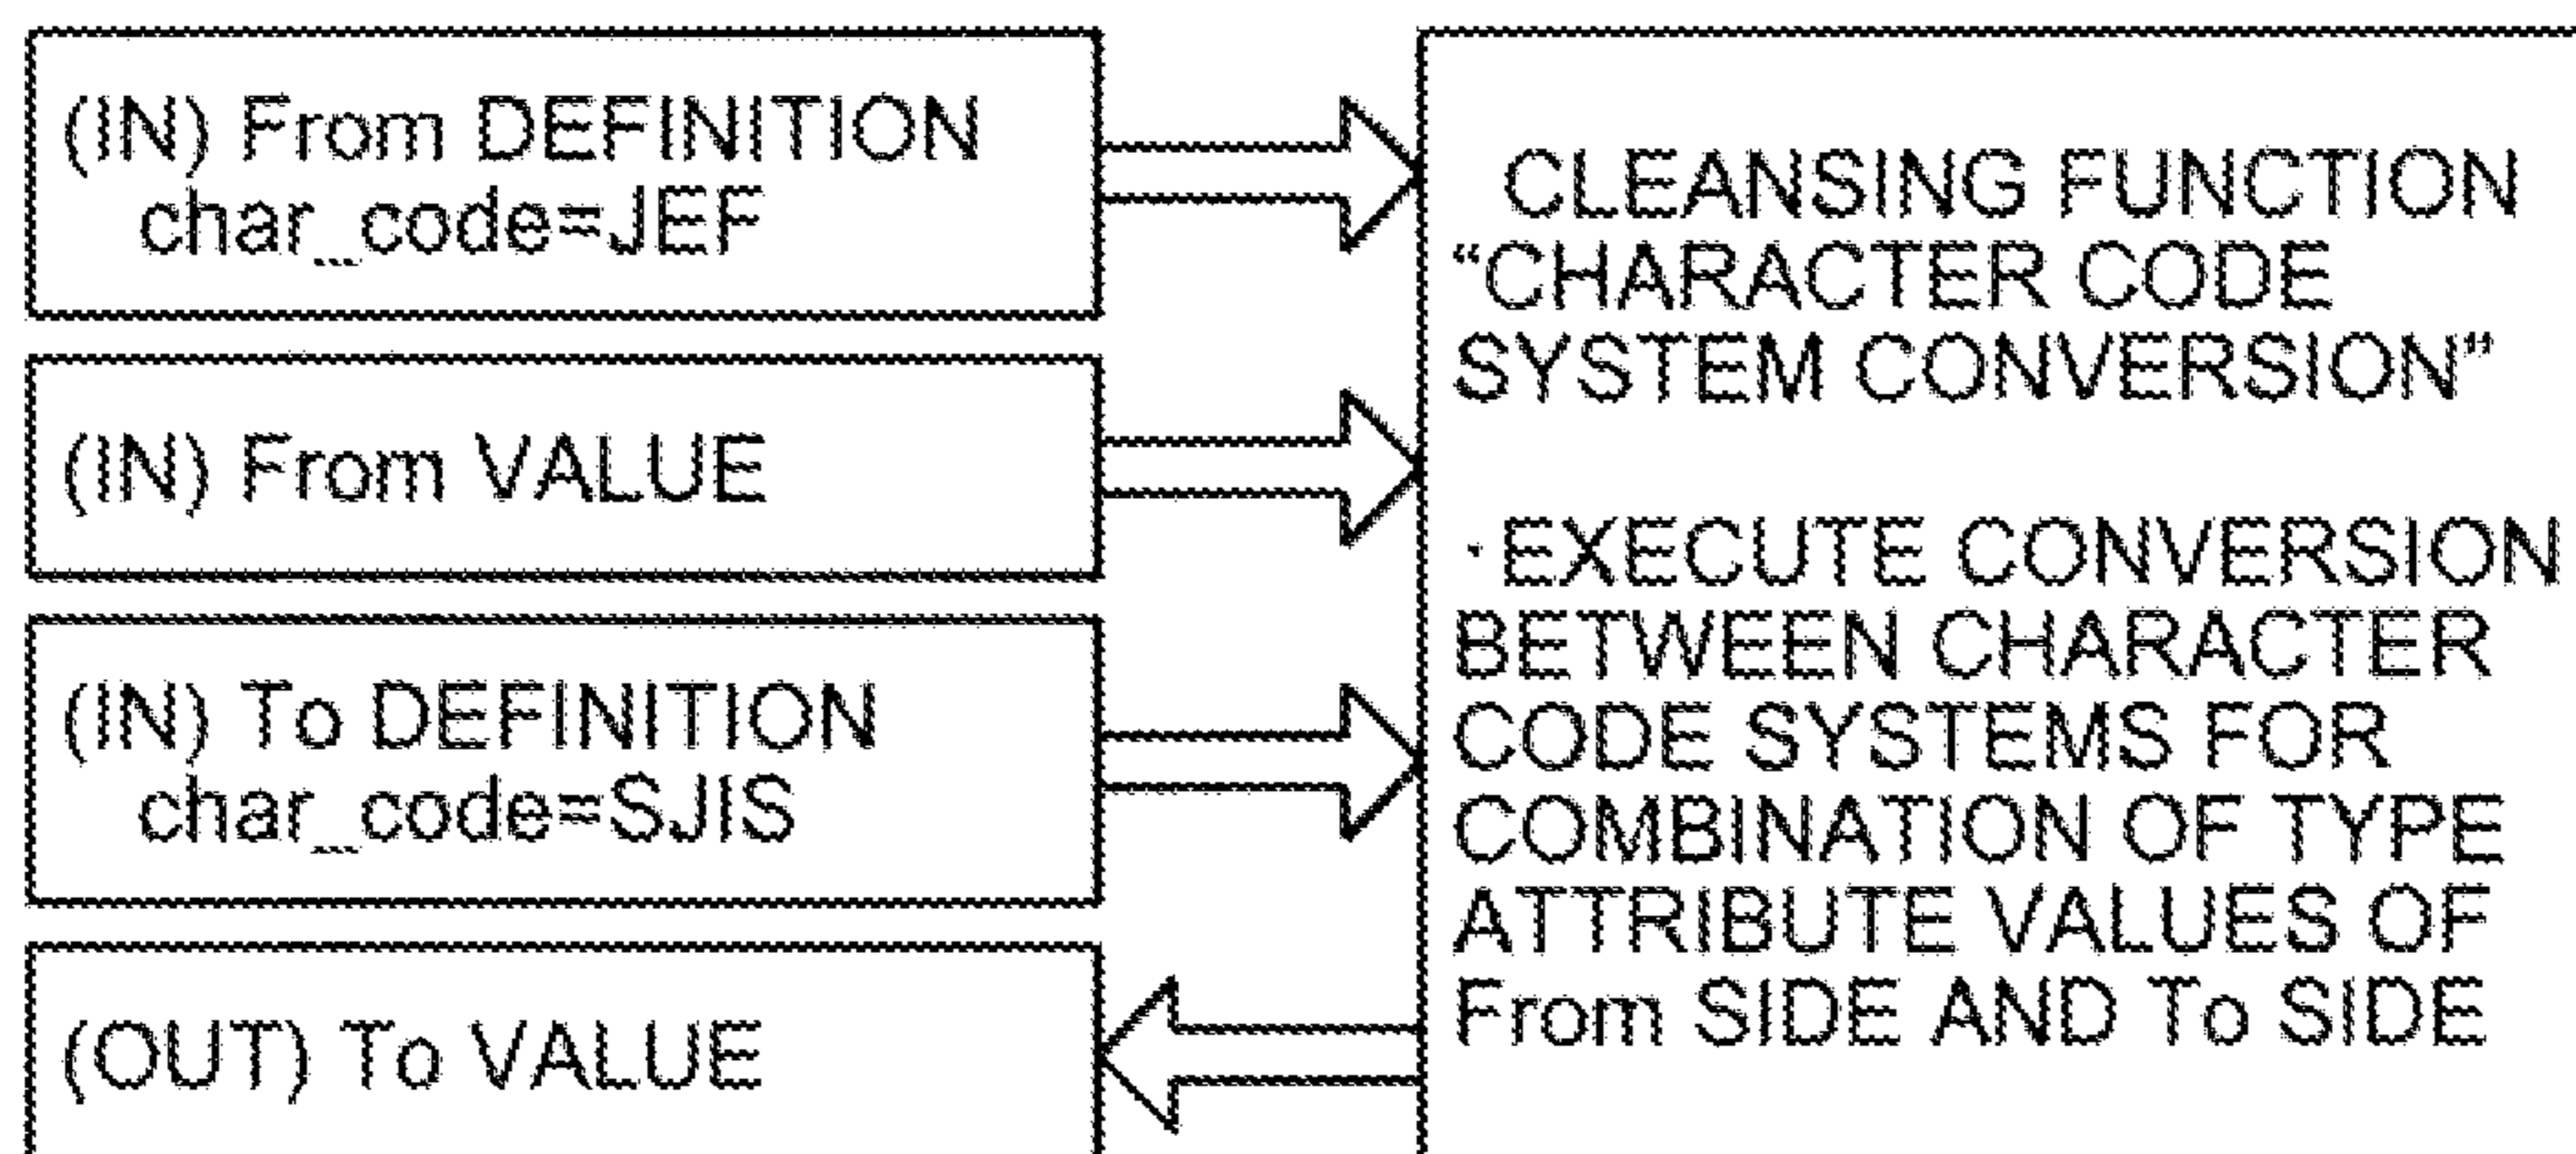 (IN) From DEFINITION
char_code=JEF
(IN) From VALUE
(IN) To DEFINITION
char_code=SJIS
(OUT) To VALUE
CLEANSING FUNCTION
“CHARACTER CODE
SYSTEM CONVERSION”
·EXECUTE CONVERSION
BETWEEN CHARACTER
CODE SYSTEMS FOR
COMBINATION OF TYPE
ATTRIBUTE VALUES OF
From SIDE AND To SIDE